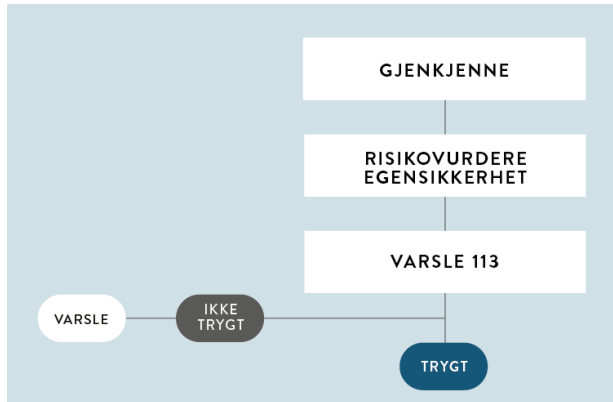 GJENKJENNE
RISIKOVURDERE
EGENSIKKERHET
VARSLE 113
VARSLE
IKKE
TRYGT
TRYGT